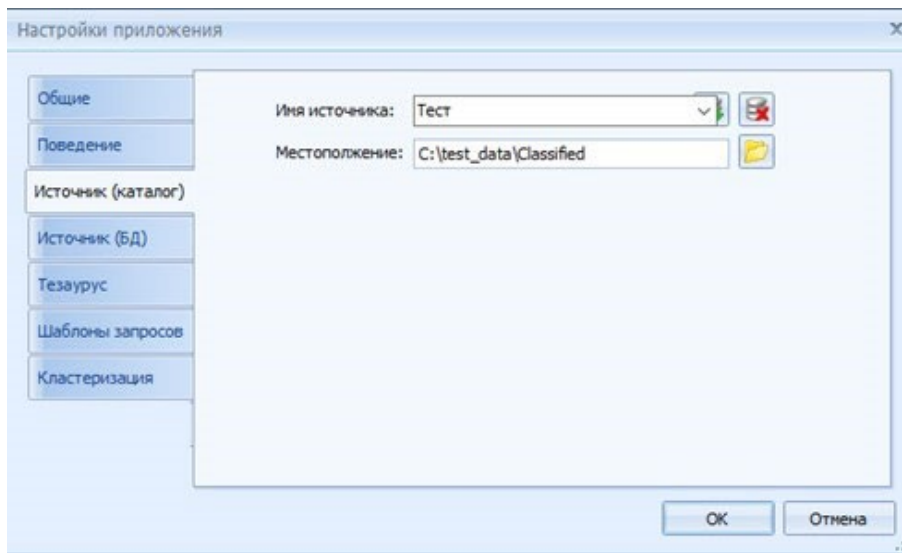 Настройки приложения
Общие
Поведение
Источник (каталог)
Источник (БД)
Тезаурус
Шаблоны запросов
Кластеризация
Имя источника: Тест
Местополжение: C:\test_data\Classified
OK
Отмена